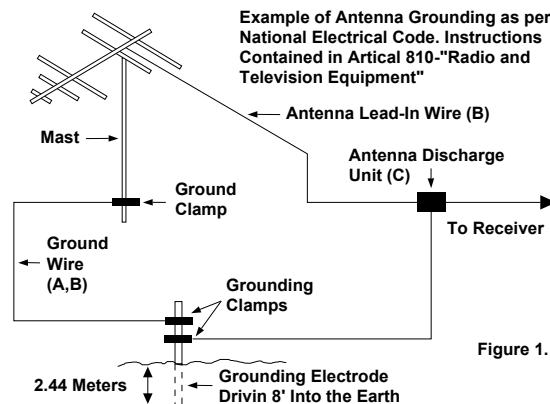 Example of Antenna Grounding as per
National Electrical Code. Instructions
Contained in Artical 810-"Radio and
Television Equipment"
Antenna Lead-In Wire (B)
Mast
Antenna Discharge
Unit (C)
Ground
Clamp
To Receiver
Ground
Wire
(A,B)
Grounding
Clamps
Figure 1.
2.44 Meters
Grounding Electrode
Drivin 8' Into the Earth